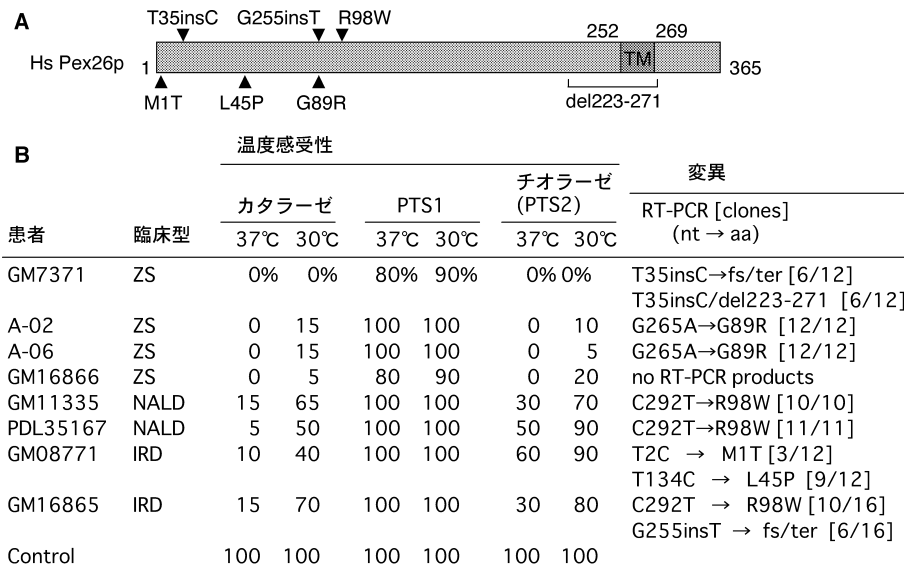 A
T35insC G255insT R98W
Hs Pex26p 1 252 TM 269 365
M1T L45P G89R del223-271
B
温度感受性
カタラーゼ PTS1 チオラーゼ (PTS2) 変異
RT-PCR [clones]
(nt → aa)
患者 臨床型 37℃ 30℃ 37℃ 30℃ 37℃ 30℃
GM7371 ZS 0% 0% 80% 90% 0% 0% T35insC→fs/ter [6/12]
T35insC/del223-271 [6/12]
A-02 ZS 0 15 100 100 0 10 G265A→G89R [12/12]
A-06 ZS 0 15 100 100 0 5 G265A→G89R [12/12]
GM16866 ZS 0 5 80 90 0 20 no RT-PCR products
GM11335 NALD 15 65 100 100 30 70 C292T→R98W [10/10]
PDL35167 NALD 5 50 100 100 50 90 C292T→R98W [11/11]
GM08771 IRD 10 40 100 100 60 90 T2C → M1T [3/12]
T134C → L45P [9/12]
GM16865 IRD 15 70 100 100 30 80 C292T → R98W [10/16]
G255insT → fs/ter [6/16]
Control 100 100 100 100 100 100